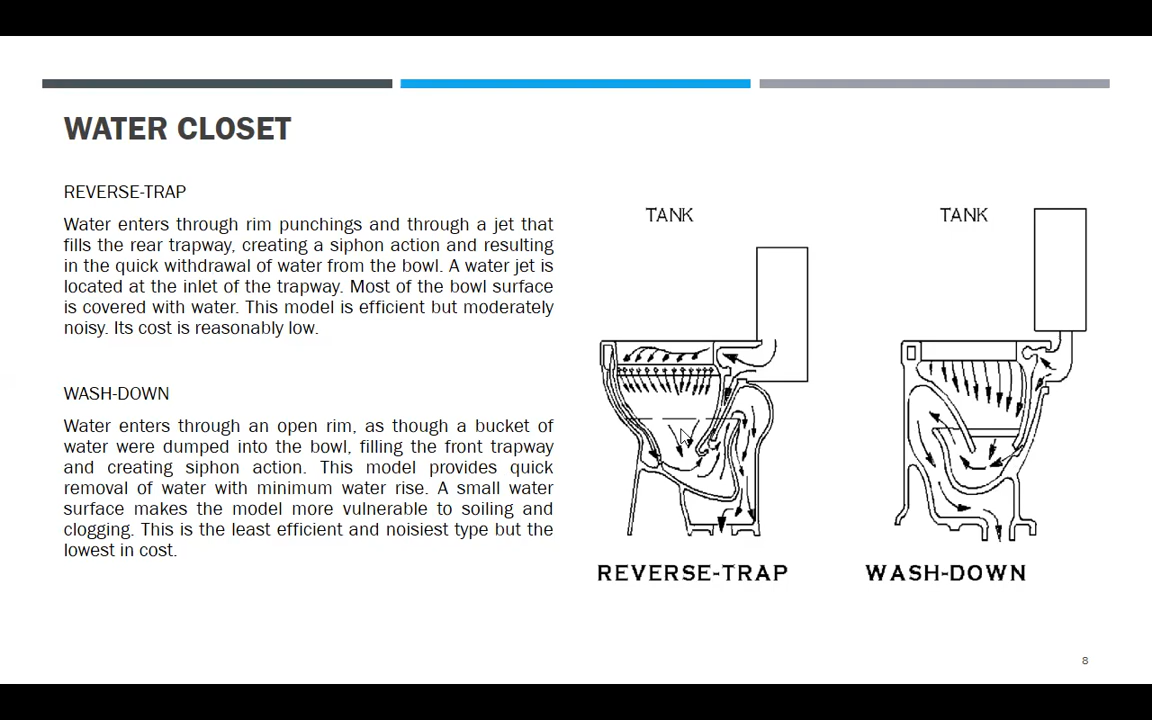 WATER CLOSET
REVERSE-TRAP
Water enters through rim punchings and through a jet that
fills the rear trapway, creating a siphon action and resulting
in the quick withdrawal of water from the bowl. A water jet is
located at the inlet of the trapway. Most of the bowl surface
is covered with water. This model is efficient but moderately
noisy. Its cost is reasonably low.
WASH-DOWN
Water enters through an open rim, as though a bucket of
water were dumped into the bowl, filling the front trapway
and creating siphon action. This model provides quick
removal of water with minimum water rise. A small water
surface makes the model more vulnerable to soiling and
clogging. This is the least efficient and noisiest type but the
lowest in cost.
TANK
TANK
REVERSE-TRAP
WASH-DOWN
8